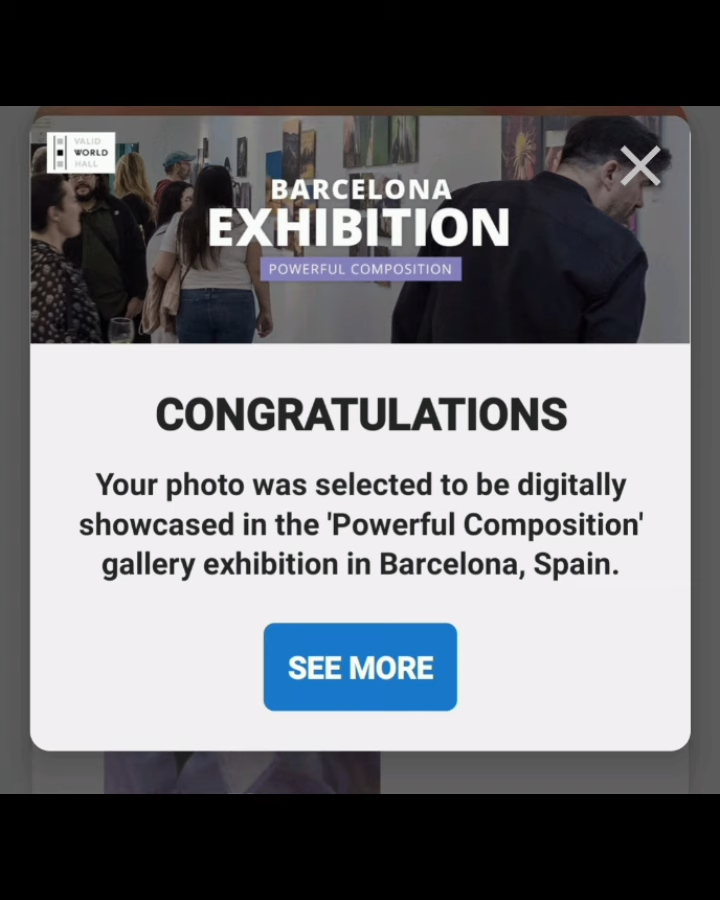 VALID
WORLD
HALL
BARCELONA
EXHIBITION
POWERFUL COMPOSITION
CONGRATULATIONS
Your photo was selected to be digitally
showcased in the 'Powerful Composition'
gallery exhibition in Barcelona, Spain.
SEE MORE